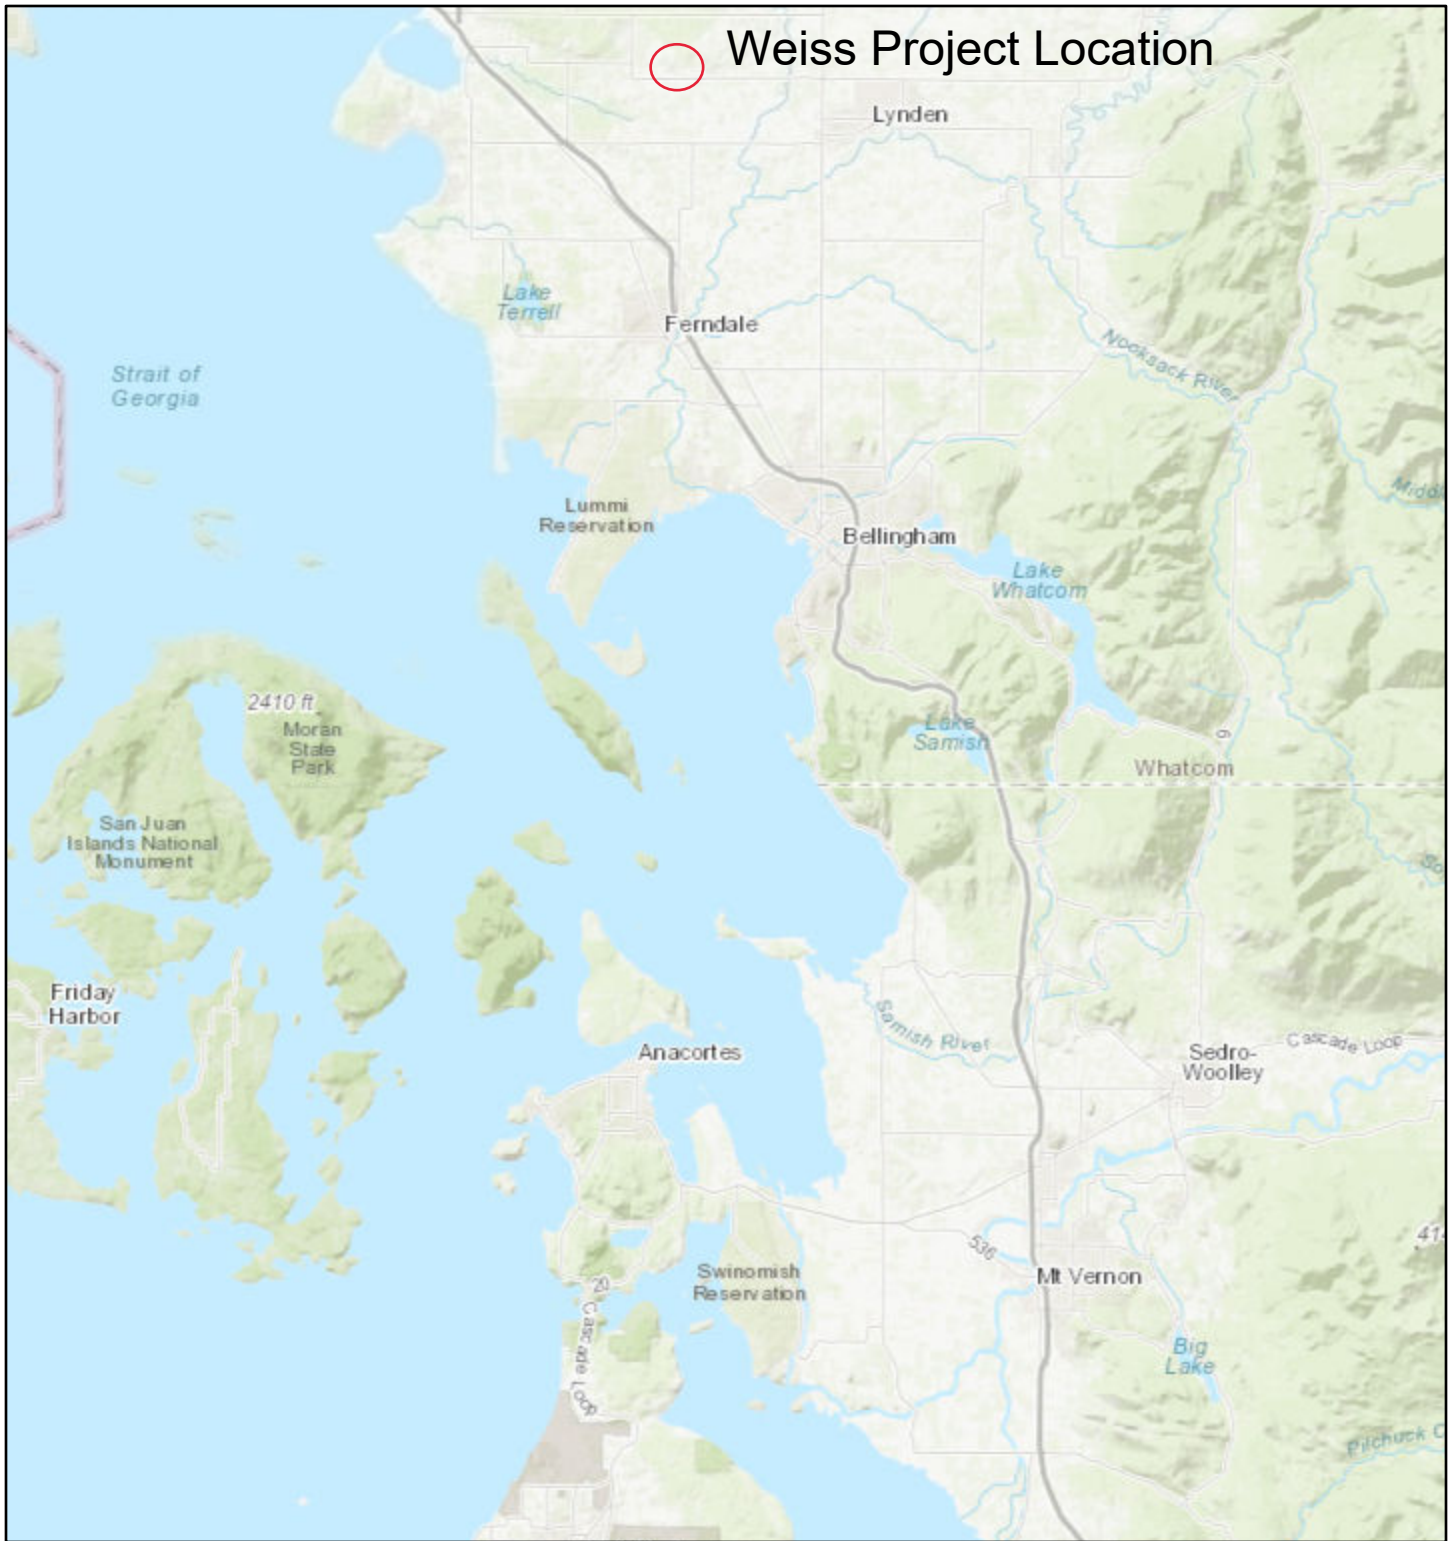 Weiss Project Location
Lynden
Lake
Terrell
Ferndale
Nooksack River
Strait of
Georgia
Lummi
Reservation
Bellingham
Lake
Whatcom
2410 ft
Moran
State
Park
Lake
Samish
9
Whatcom
San Juan
Islands National
Monument
Friday
Harbor
Samish River
Anacortes
Sedro-
Woolley
Cascade Loop
536
Swinomish
Reservation
Mt Vernon
20
Cascade Loop
Big
Lake
Pilchuck C